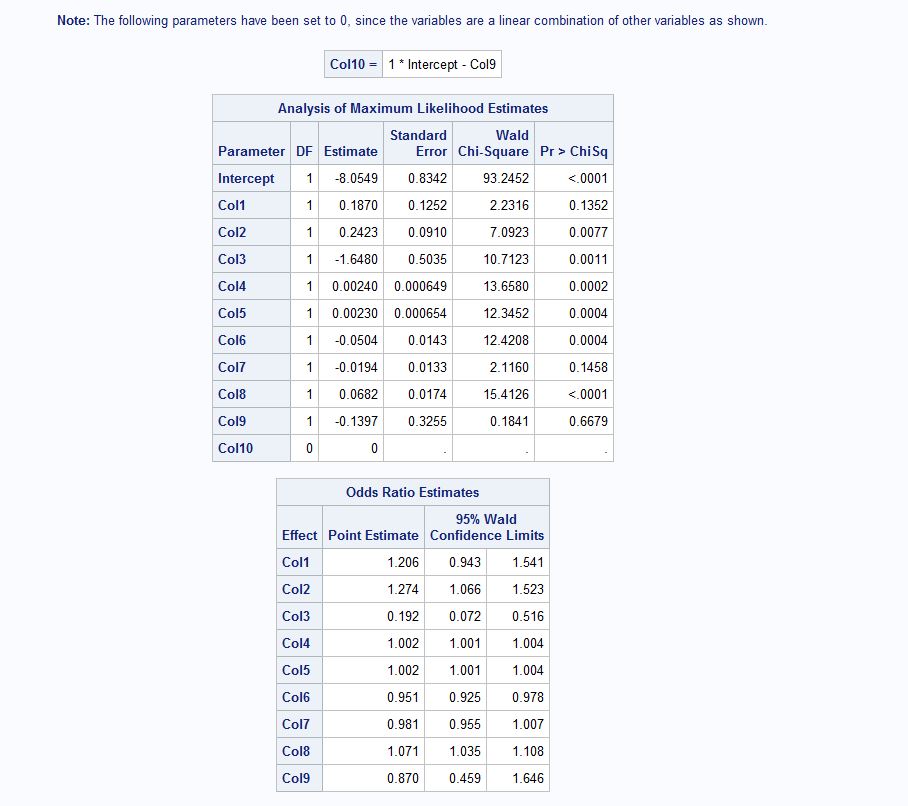 Note: The following parameters have been set to 0, since the variables are a linear combination of other variables as shown.
Col10 = 1 * Intercept - Col9
Analysis of Maximum Likelihood Estimates
Parameter DF Estimate Standard Error Wald Chi-Square Pr > ChiSq
Intercept 1 -8.0549 0.8342 93.2452 <.0001
Col1 1 0.1870 0.1252 2.2316 0.1352
Col2 1 0.2423 0.0910 7.0923 0.0077
Col3 1 -1.6480 0.5035 10.7123 0.0011
Col4 1 0.00240 0.000649 13.6580 0.0002
Col5 1 0.00230 0.000654 12.3452 0.0004
Col6 1 -0.0504 0.0143 12.4208 0.0004
Col7 1 -0.0194 0.0133 2.1160 0.1458
Col8 1 0.0682 0.0174 15.4126 <.0001
Col9 1 -0.1397 0.3255 0.1841 0.6679
Col10 0 0 . . .
Odds Ratio Estimates
Effect Point Estimate 95% Wald Confidence Limits
Col1 1.206 0.943 1.541
Col2 1.274 1.066 1.523
Col3 0.192 0.072 0.516
Col4 1.002 1.001 1.004
Col5 1.002 1.001 1.004
Col6 0.951 0.925 0.978
Col7 0.981 0.955 1.007
Col8 1.071 1.035 1.108
Col9 0.870 0.459 1.646